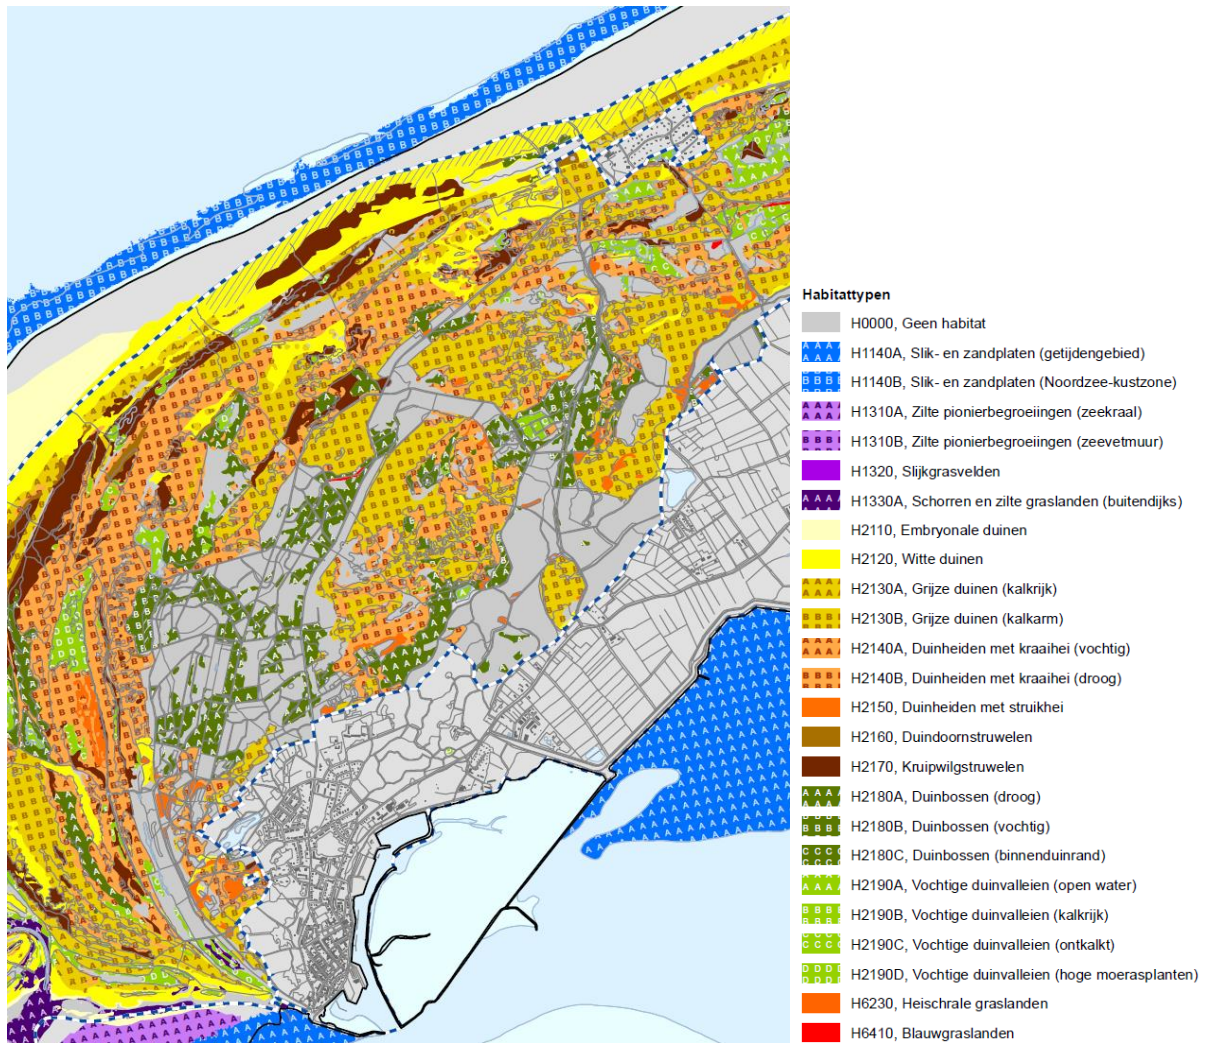 Habitattypen
H0000, Geen habitat
H1140A, Slik- en zandplaten (getijdengebied)
H1140B, Slik- en zandplaten (Noordzee-kustzone)
H1310A, Zilte pionierbegroeiingen (zeekraal)
H1310B, Zilte pionierbegroeiingen (zeevetmuur)
H1320, Slijkgrasvelden
H1330A, Schorren en zilte graslanden (buitendijks)
H2110, Embryonale duinen
H2120, Witte duinen
H2130A, Grijze duinen (kalkrijk)
H2130B, Grijze duinen (kalkarm)
H2140A, Duinheiden met kraaihei (vochtig)
H2140B, Duinheiden met kraaihei (droog)
H2150, Duinheiden met struikhei
H2160, Duindoornstruwelen
H2170, Kruipwilgstruwelen
H2180A, Duinbossen (droog)
H2180B, Duinbossen (vochtig)
H2180C, Duinbossen (binnenduinrand)
H2190A, Vochtige duinvalleien (open water)
H2190B, Vochtige duinvalleien (kalkrijk)
H2190C, Vochtige duinvalleien (ontkalkt)
H2190D, Vochtige duinvalleien (hoge moerasplanten)
H6230, Heischrale graslanden
H6410, Blauwgraslanden